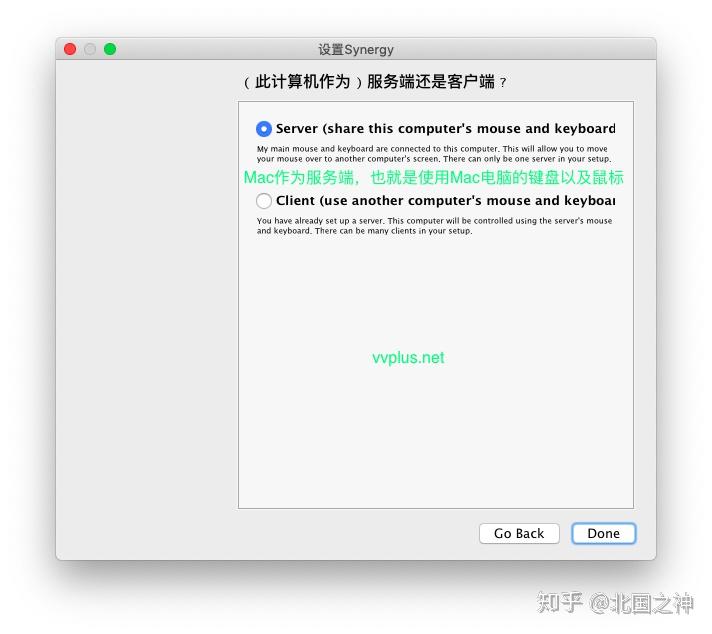 设置Synergy
（此计算机作为）服务端还是客户端？
Server (share this computer's mouse and keyboard
My main mouse and keyboard are connected to this computer. This will allow you to move
your mouse over to another computer's screen. There can only be one server in your setup.
Mac作为服务端，也就是使用Mac电脑的键盘以及鼠标
Client (use another computer's mouse and keyboar
You have already set up a server. This computer will be controlled using the server's mouse
and keyboard. There can be many clients in your setup.
vvplus.net
Go Back
Done
知乎 @北国之神